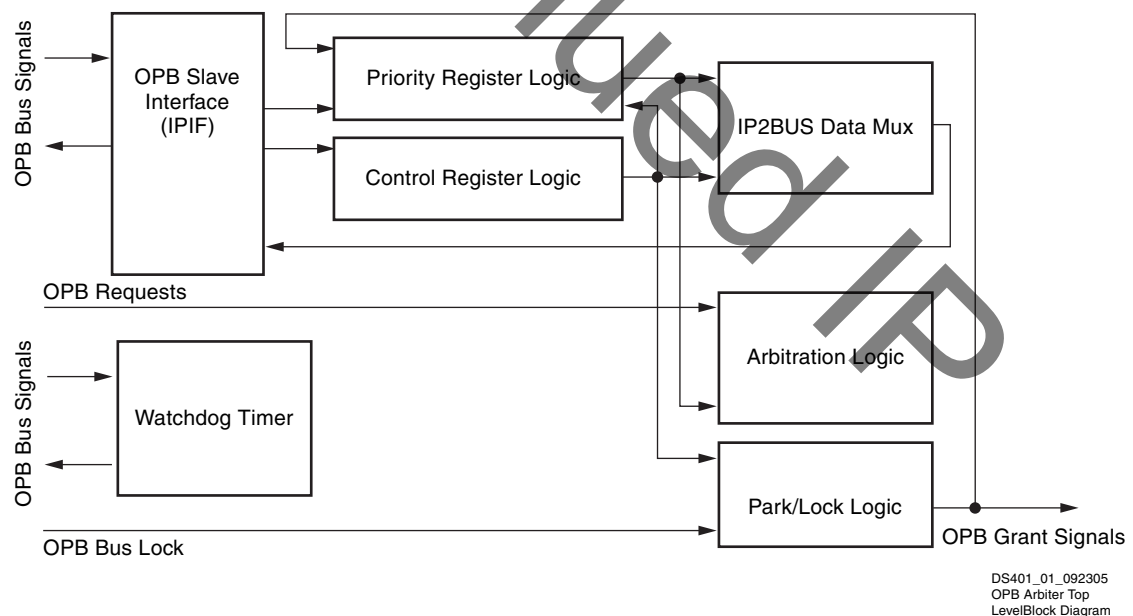 OPB Bus Signals
OPB Slave
Interface
(IPIF)
Priority Register Logic
Control Register Logic
IP2BUS Data Mux
OPB Requests
Arbitration Logic
OPB Bus Signals
Watchdog Timer
Park/Lock Logic
OPB Bus Lock
OPB Grant Signals
DS401_01_092305
OPB Arbiter Top
LevelBlock Diagram
ued IP